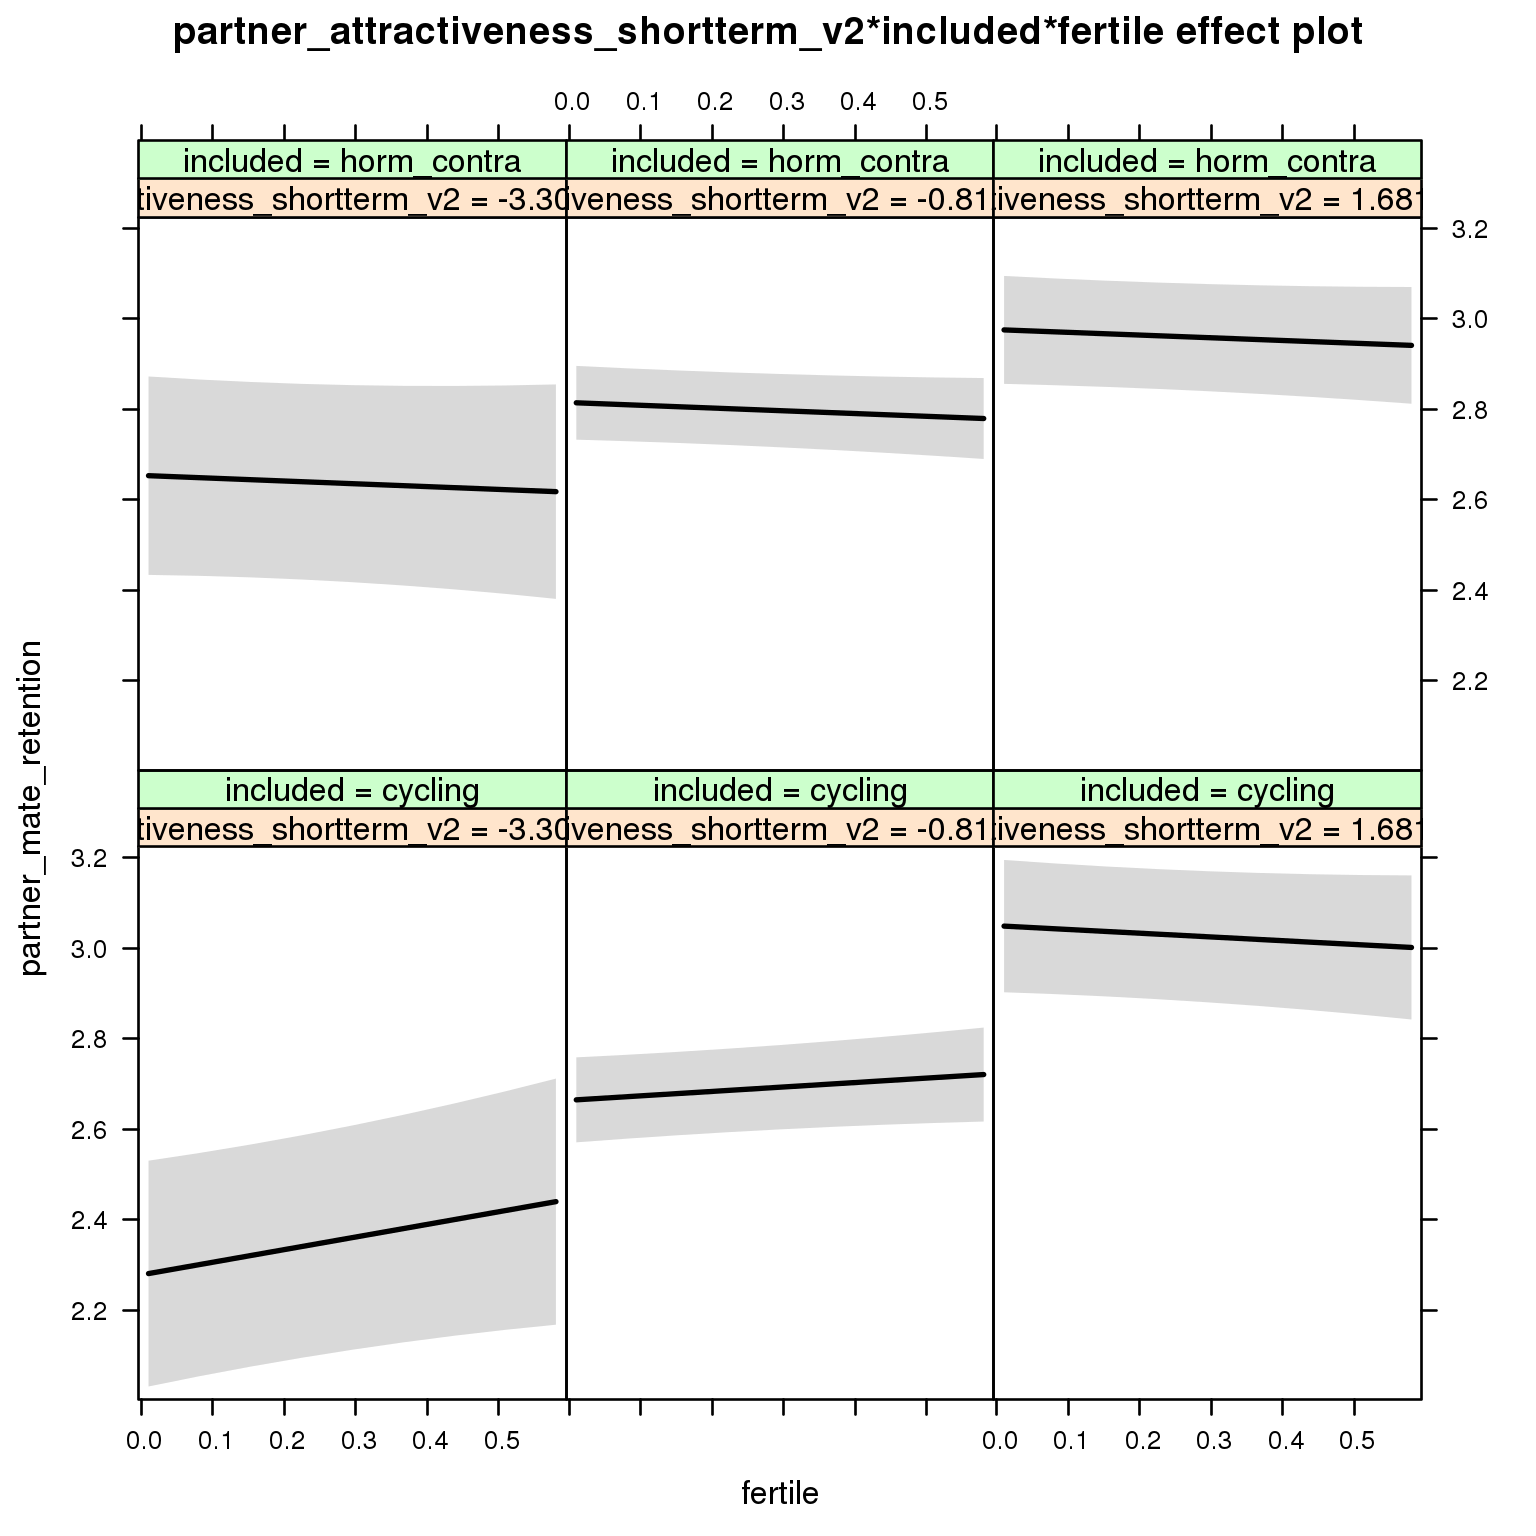 partner_attractiveness_shortterm_v2*included*fertile effect plot
0.0 0.1 0.2 0.3 0.4 0.5
included = horm_contra included = horm_contra included = horm_contra
tiveness_shortterm_v2 = -3.30 iveness_shortterm_v2 = -0.81 tiveness_shortterm_v2 = 1.681
3.2
3.0
2.8
2.6
2.4
2.2
partner_mate_retention
included = cycling included = cycling included = cycling
tiveness_shortterm_v2 = -3.30 iveness_shortterm_v2 = -0.81 tiveness_shortterm_v2 = 1.681
3.2
3.0
2.8
2.6
2.4
2.2
0.0 0.1 0.2 0.3 0.4 0.5 0.0 0.1 0.2 0.3 0.4 0.5
fertile